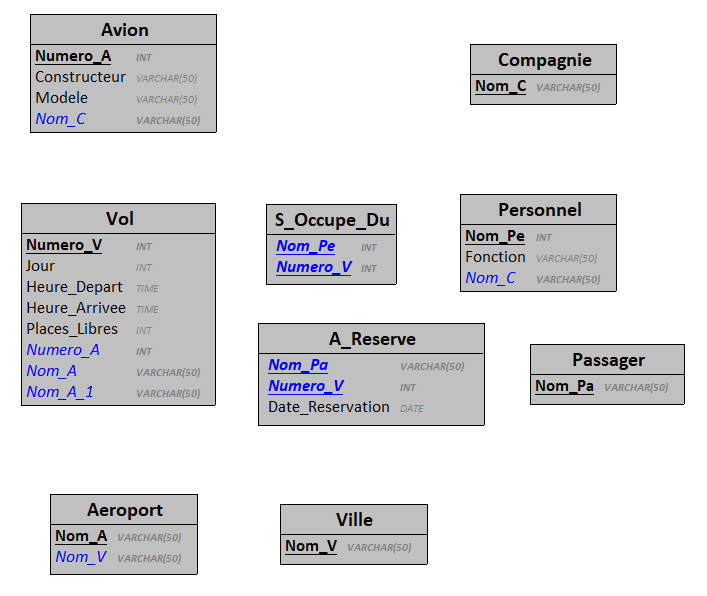 Avion
Numero_A INT
Constructeur VARCHAR(50)
Modele VARCHAR(50)
Nom_C VARCHAR(50)
Compagnie
Nom_C VARCHAR(50)
Vol
Numero_V INT
Jour INT
Heure_Depart TIME
Heure_Arrivee TIME
Places_Libres INT
Numero_A INT
Nom_A VARCHAR(50)
Nom_A_1 VARCHAR(50)
S_Occupe_Du
Nom_Pe INT
Numero_V INT
Personnel
Nom_Pe INT
Fonction VARCHAR(50)
Nom_C VARCHAR(50)
A_Reserve
Nom_Pa VARCHAR(50)
Numero_V INT
Date_Reservation DATE
Passager
Nom_Pa VARCHAR(50)
Aeroport
Nom_A VARCHAR(50)
Nom_V VARCHAR(50)
Ville
Nom_V VARCHAR(50)